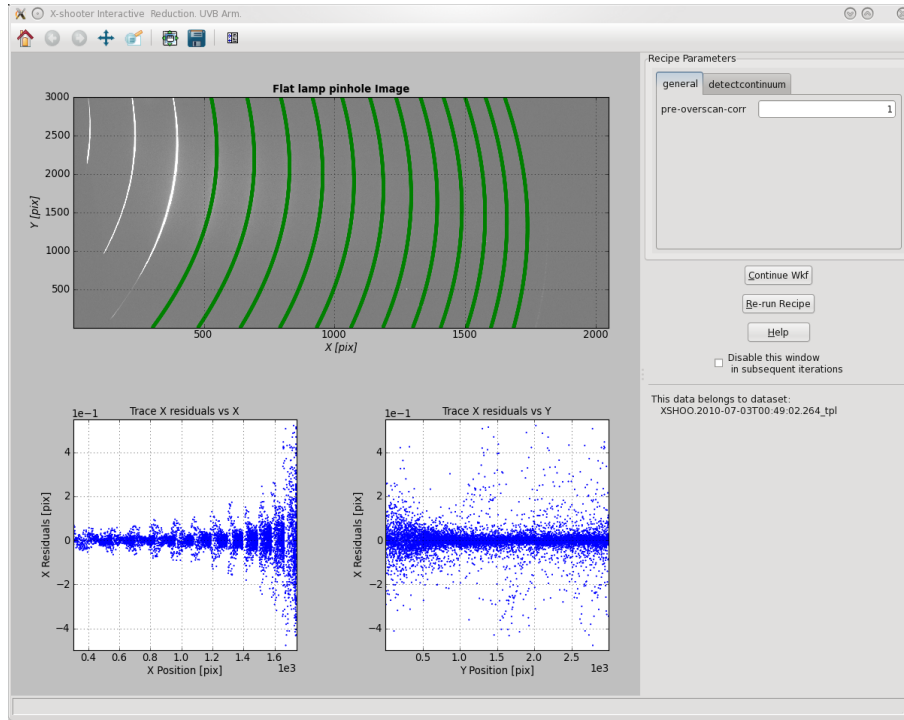 X-shooter Interactive Reduction. UVB Arm.
Flat lamp pinhole Image
3000
2500
2000
1500
1000
500
Y [pix]
500 1000 1500 2000
X [pix]
Trace X residuals vs X
1e-1
4
2
0
−2
−4
X Residuals [pix]
0.4 0.6 0.8 1.0 1.2 1.4 1.6
1e3
X Position [pix]
Trace X residuals vs Y
1e-1
4
2
0
−2
−4
X Residuals [pix]
0.5 1.0 1.5 2.0 2.5
1e3
Y Position [pix]
Recipe Parameters
general detectcontinuum
pre-overscan-corr 1
Continue Wkf
Re-run Recipe
Help
Disable this window
in subsequent iterations
This data belongs to dataset:
XSHOO.2010-07-03T00:49:02.264_tpl